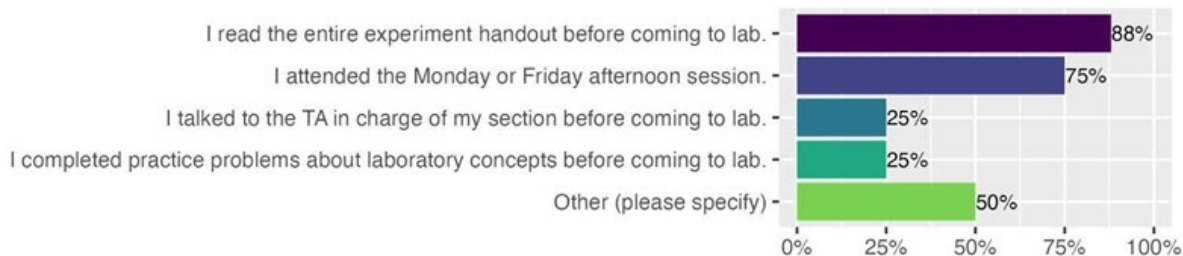 I read the entire experiment handout before coming to lab.
88%
I attended the Monday or Friday afternoon session.
75%
I talked to the TA in charge of my section before coming to lab.
25%
I completed practice problems about laboratory concepts before coming to lab.
25%
Other (please specify)
50%
0% 25% 50% 75% 100%